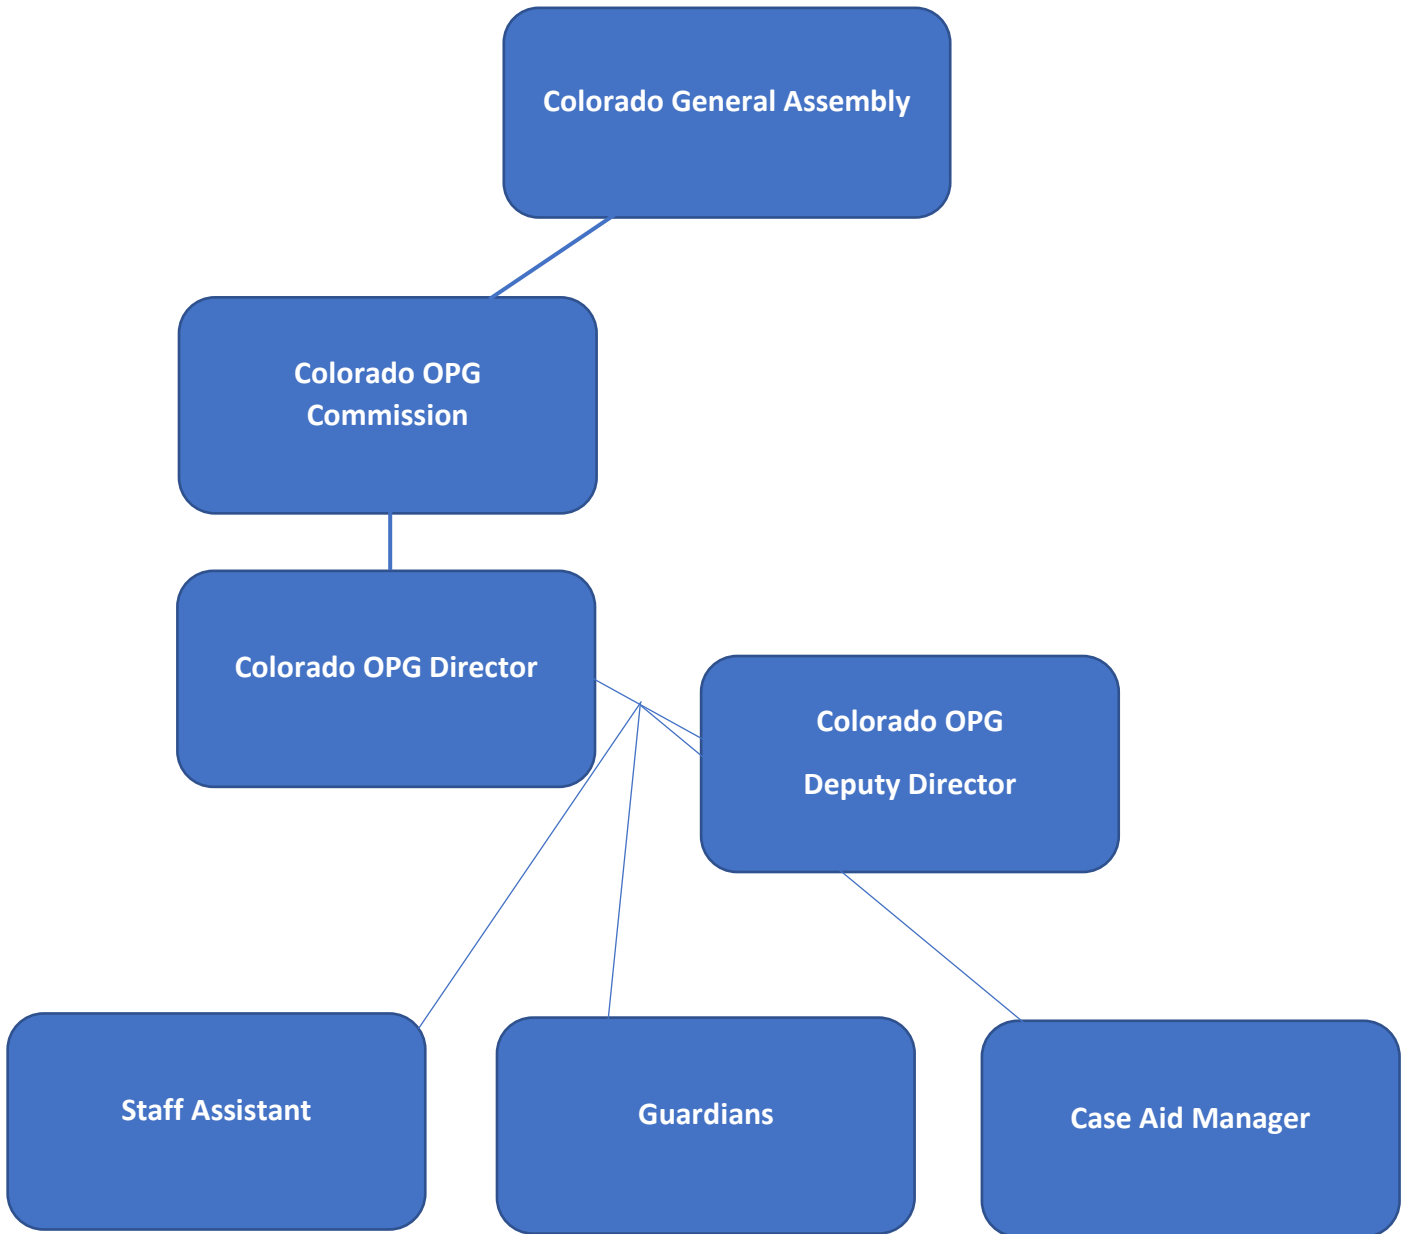 Colorado General Assembly
Colorado OPG
Commission
Colorado OPG Director
Colorado OPG
Deputy Director
Staff Assistant
Guardians
Case Aid Manager